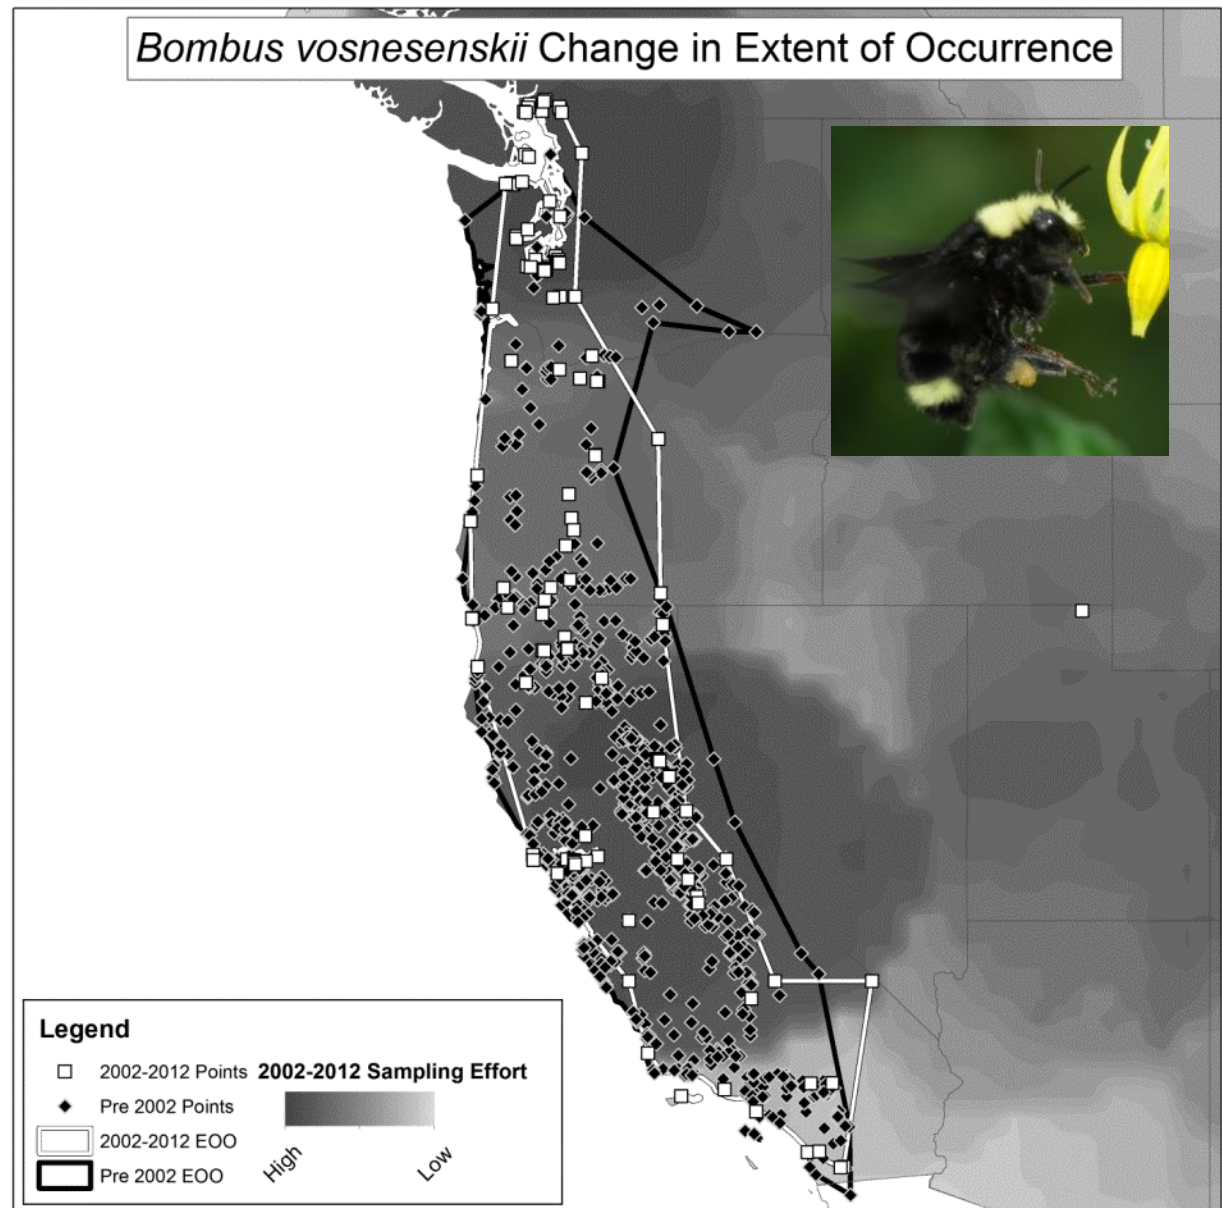 Bombus vosnesenskii Change in Extent of Occurrence
Legend
2002-2012 Points
Pre 2002 Points
2002-2012 EOO
Pre 2002 EOO
2002-2012 Sampling Effort
High
Low